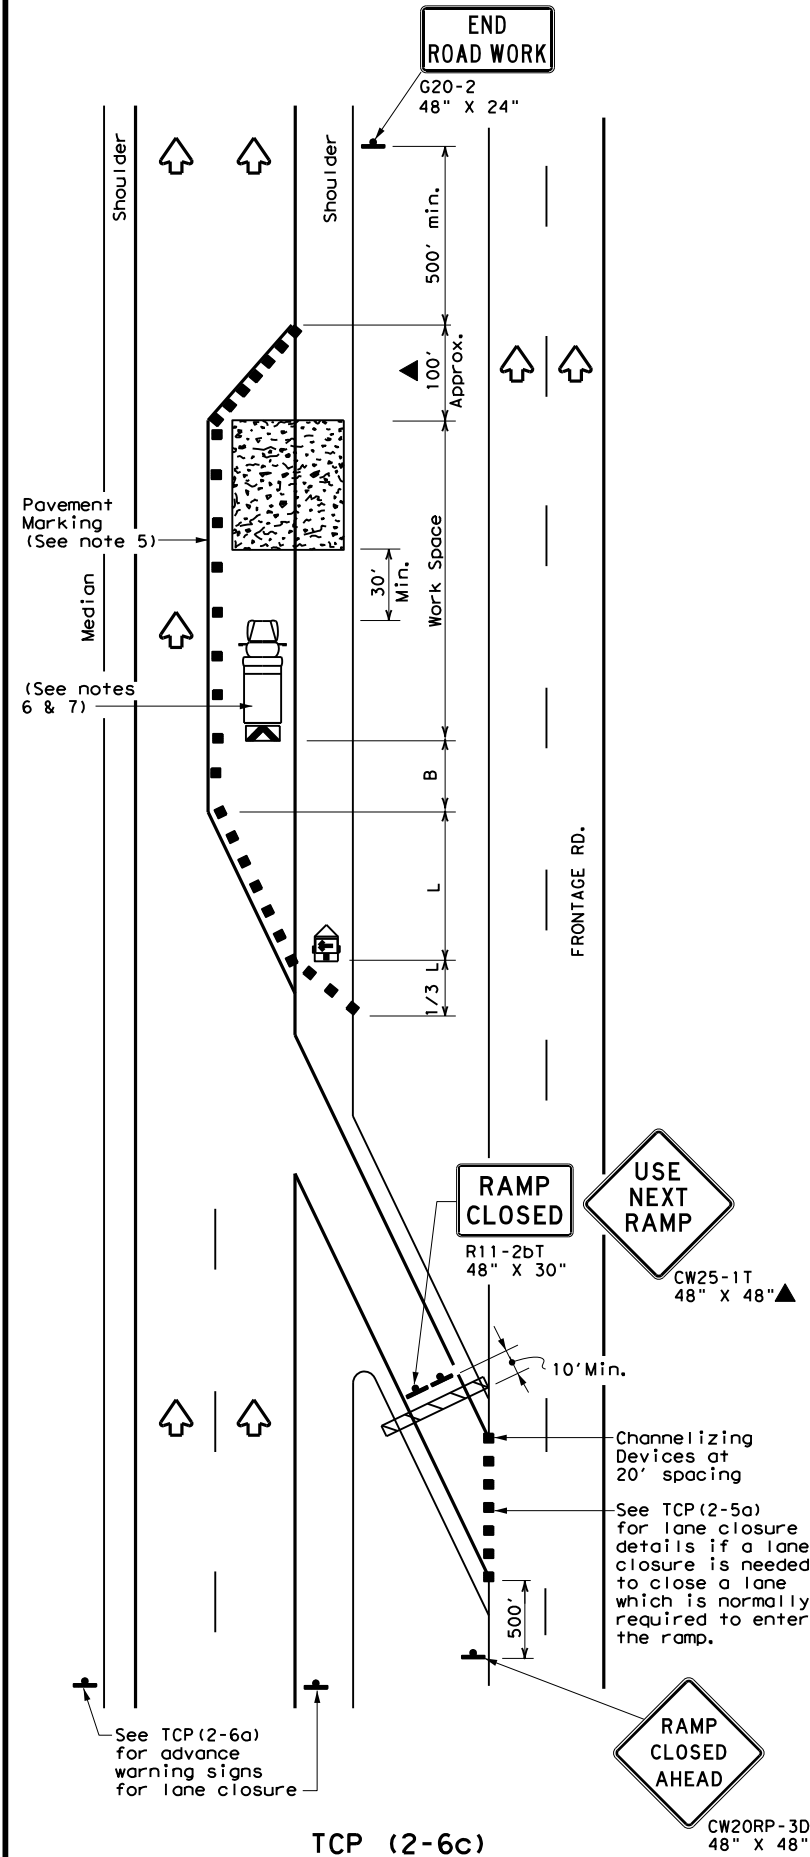 END
ROAD WORK
G20-2
48" X 24"
Shoulder
Shoulder
500' min.
100'
Approx.
Pavement
Marking
(See note 5)
Work Space
30'
Min.
Median
(See notes
6 & 7)
B
L
FRONTAGE RD.
1/3 L
RAMP
CLOSED
R11-2bT
48" X 30"
USE
NEXT
RAMP
CW25-1T
48" X 48"
10'Min.
Channelizing
Devices at
20' spacing
See TCP(2-5a)
for lane closure
details if a lane
closure is needed
to close a lane
which is normally
required to enter
the ramp.
500'
See TCP(2-6a)
for advance
warning signs
for lane closure
RAMP
CLOSED
AHEAD
CW20RP-3D
48" X 48"
TCP (2-6c)